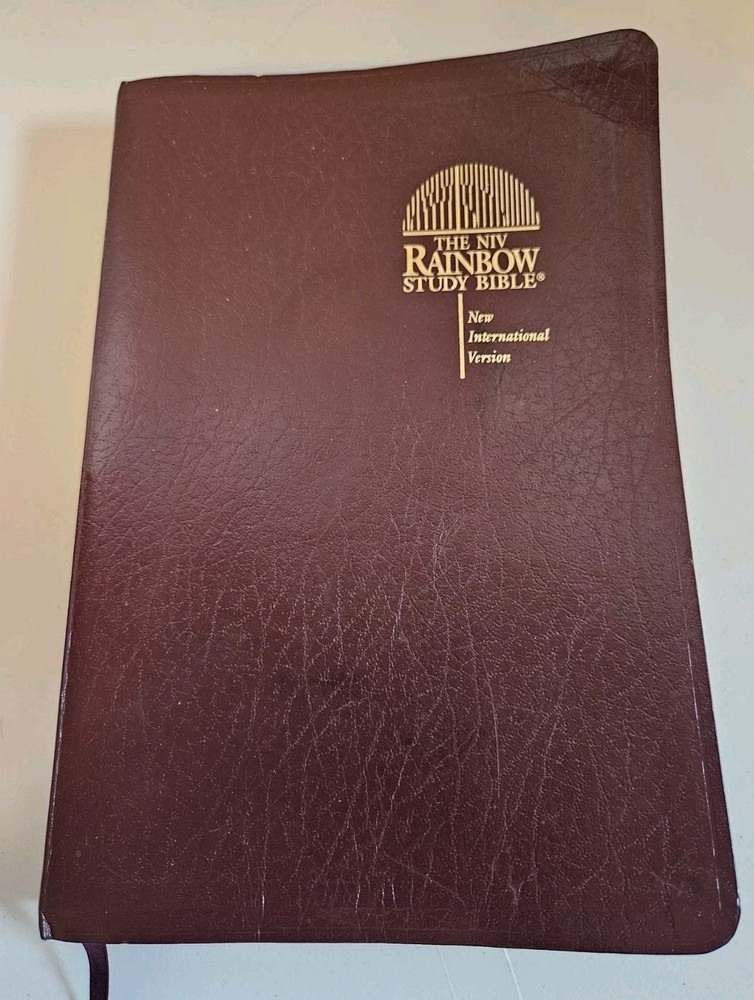 THE NIV
RAINBOW
STUDY BIBLE®
New
International
Version